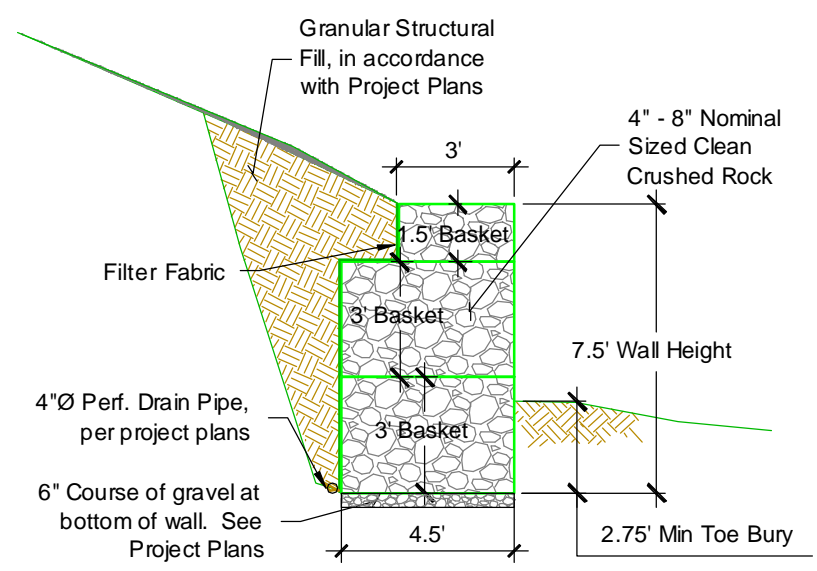 Granular Structural
Fill, in accordance
with Project Plans
4" - 8" Nominal
Sized Clean
Crushed Rock
3'
1.5' Basket
Filter Fabric
3' Basket
7.5' Wall Height
4"Ø Perf. Drain Pipe,
per project plans
3' Basket
6" Course of gravel at
bottom of wall. See
Project Plans
4.5'
2.75' Min Toe Bury